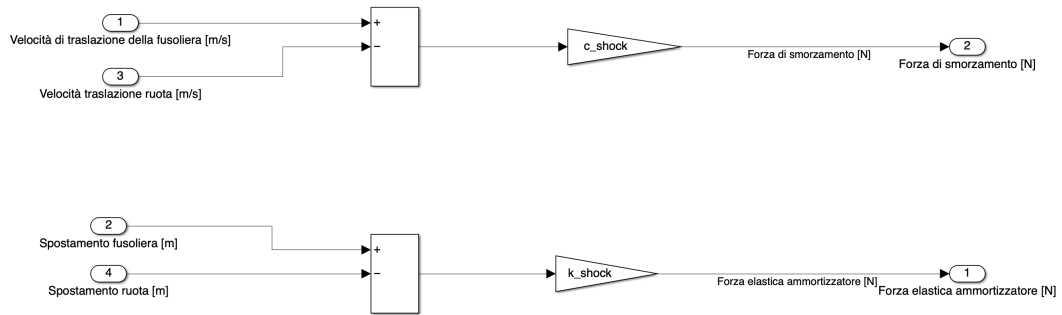 1
+
Velocità di traslazione della fusoliera [m/s]
−
3
Velocità traslazione ruota [m/s]
c_shock
Forza di smorzamento [N]
2
Forza di smorzamento [N]
2
Spostamento fusoliera [m]
+
4
−
Spostamento ruota [m]
k_shock
Forza elastica ammortizzatore [N]
1
Forza elastica ammortizzatore [N]